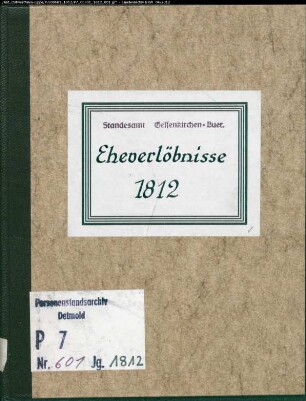 Standesamt Gelsenkirchen-Buer.
Eheverlöbnisse
1812
Personenstandsarchiv
Detmold
P 7
Nr. 601 Jg. 1812